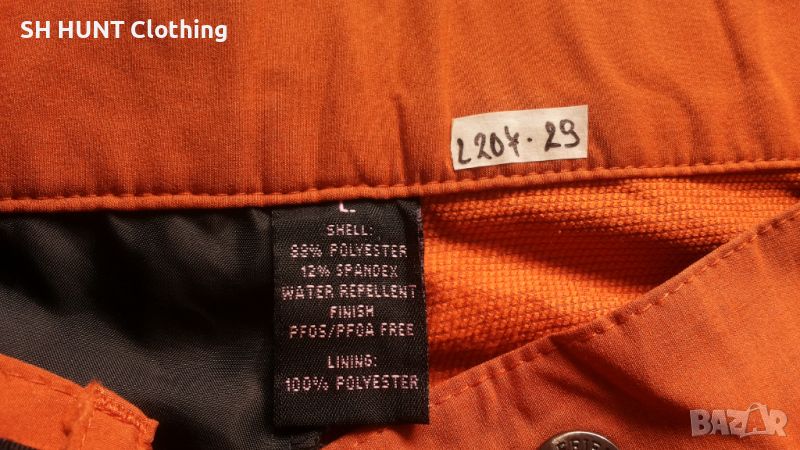 SH HUNT Clothing
L207-29
L.
SHELL:
88% POLYESTER
12% SPANDEX
WATER REPELLENT
FINISH
PFOS/PFOA FREE
LINING:
100% POLYESTER
BAZAR